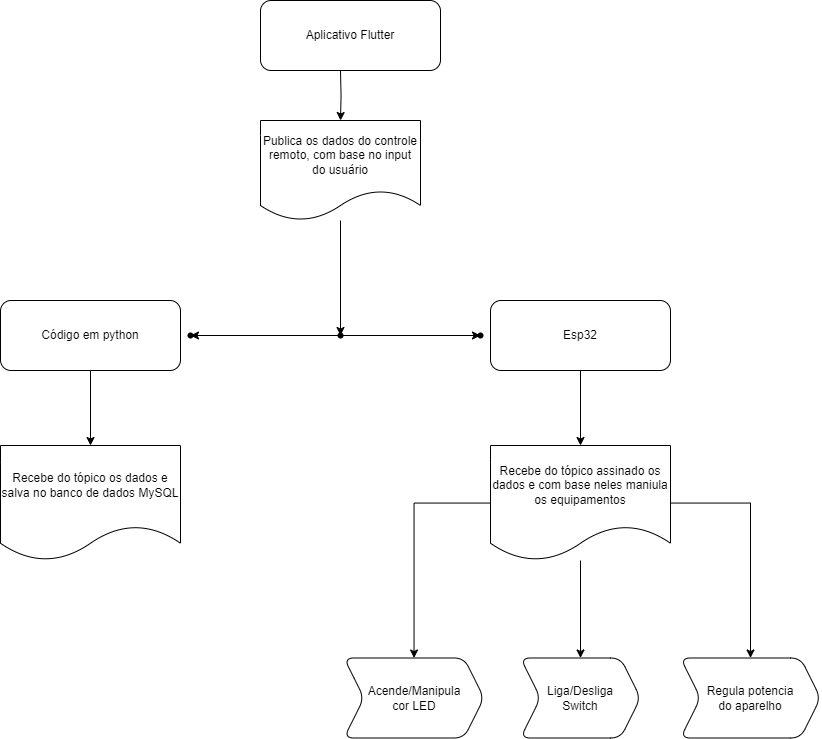 Aplicativo Flutter
Publica os dados do controle
remoto, com base no input
do usuário
Código em python
Esp32
Recebe do tópico os dados e
salva no banco de dados MySQL
Recebe do tópico assinado os
dados e com base neles maniula
os equipamentos
Acende/Manipula
cor LED
Liga/Desliga
Switch
Regula potencia
do aparelho